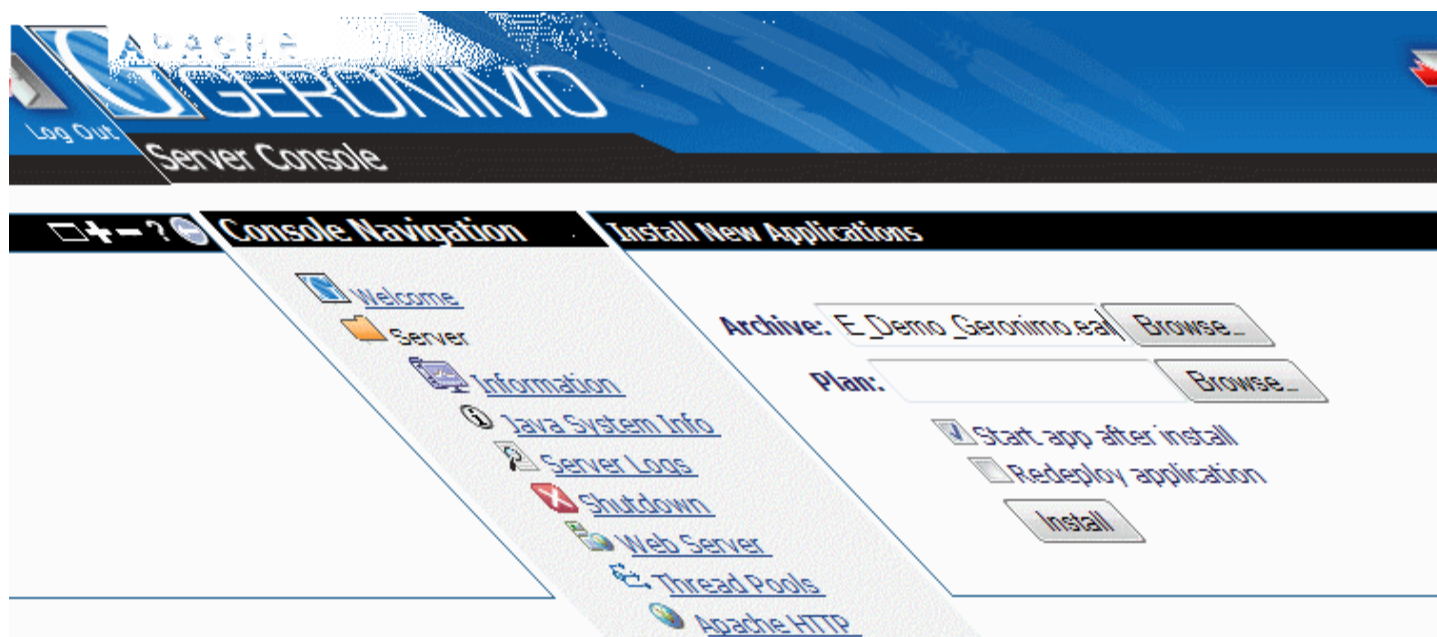 APACHE
GERONIMO
Log Out
Server Console
? Console Navigation
Install New Applications
Welcome
Server
Information
Java System Info
Server Logs
Shutdown
Web Server
Thread Pools
Apache HTTP
Archive: E_Demo_Geronimo.ear Browse...
Plan: Browse...
Start app after install
Redeploy application
Install